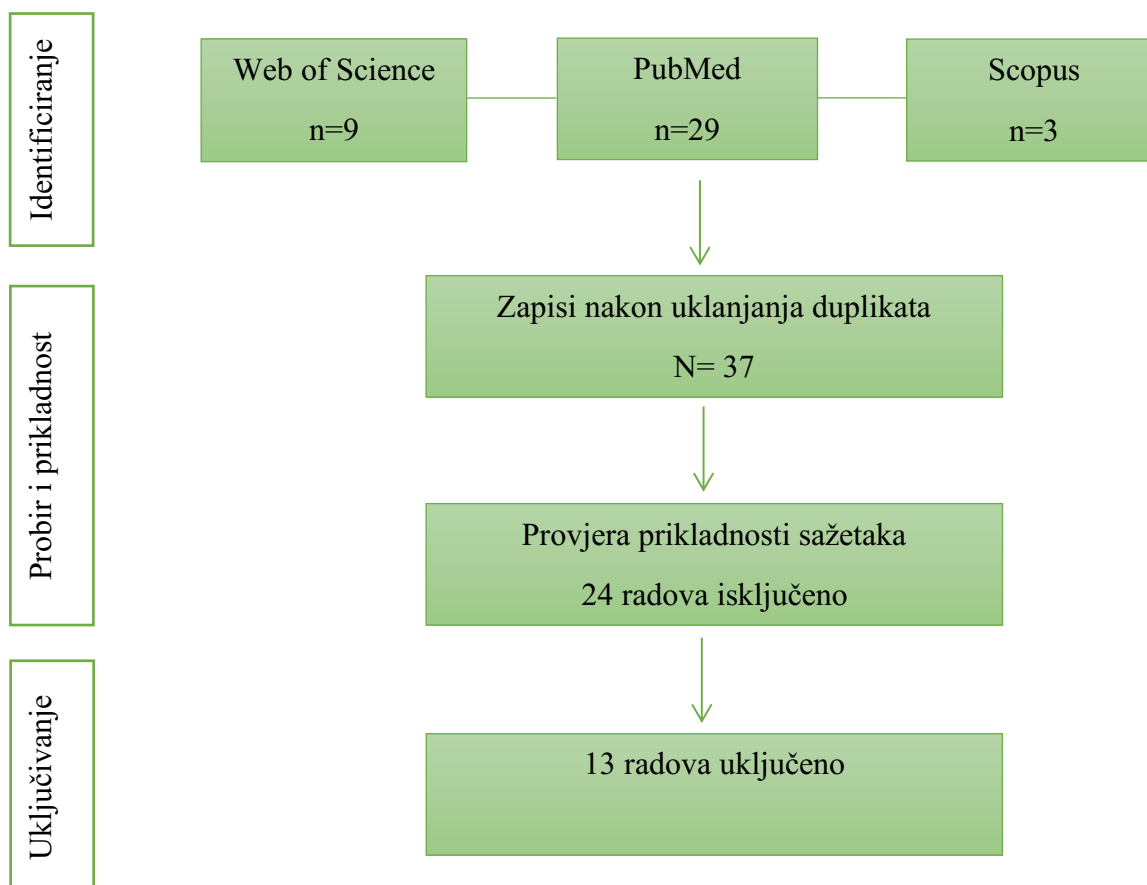 Identificiranje
Web of Science
n=9
PubMed
n=29
Scopus
n=3
Probir i prikladnost
Zapisi nakon uklanjanja duplikata
N= 37
Provjera prikladnosti sažetaka
24 radova isključeno
Uključivanje
13 radova uključeno